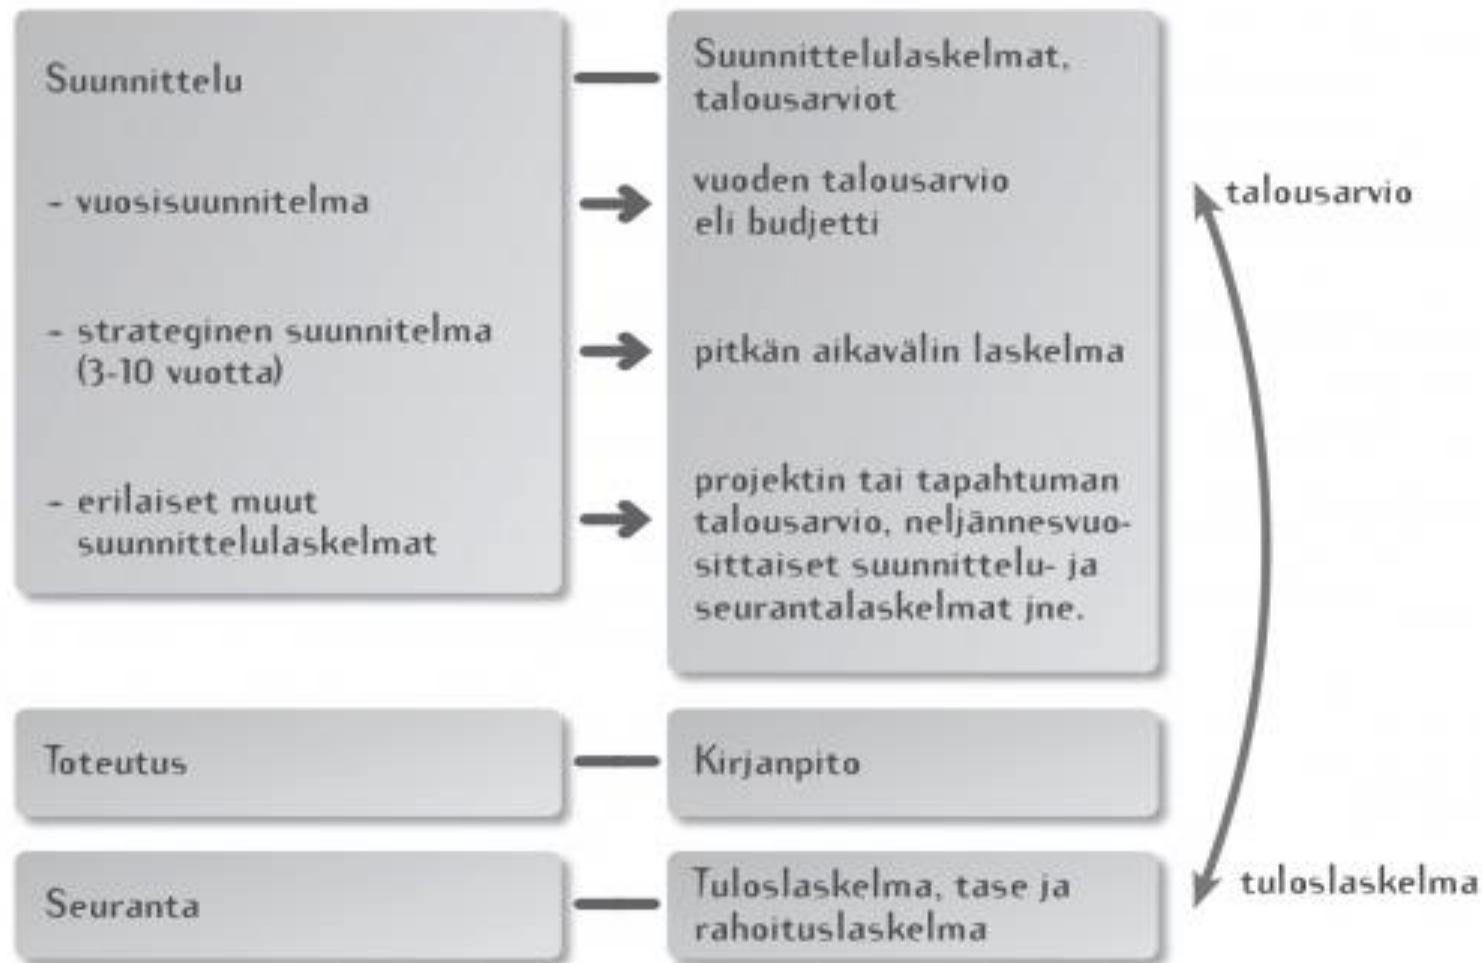 Suunnittelu
Suunnittelulaskelmat,
talousarviot
- vuosisuunnitelma
vuoden talousarvio
eli budjetti
talousarvio
- strateginen suunnitelma
(3-10 vuotta)
pitkän aikavälin laskelma
- erilaiset muut
suunnittelulaskelmat
projektin tai tapahtuman
talousarvio, neljännesvuo-
sittaiset suunnittelu- ja
seurantalaskelmat jne.
Toteutus
Kirjanpito
Seuranta
Tuloslaskelma, tase ja
rahoituslaskelma
tuloslaskelma